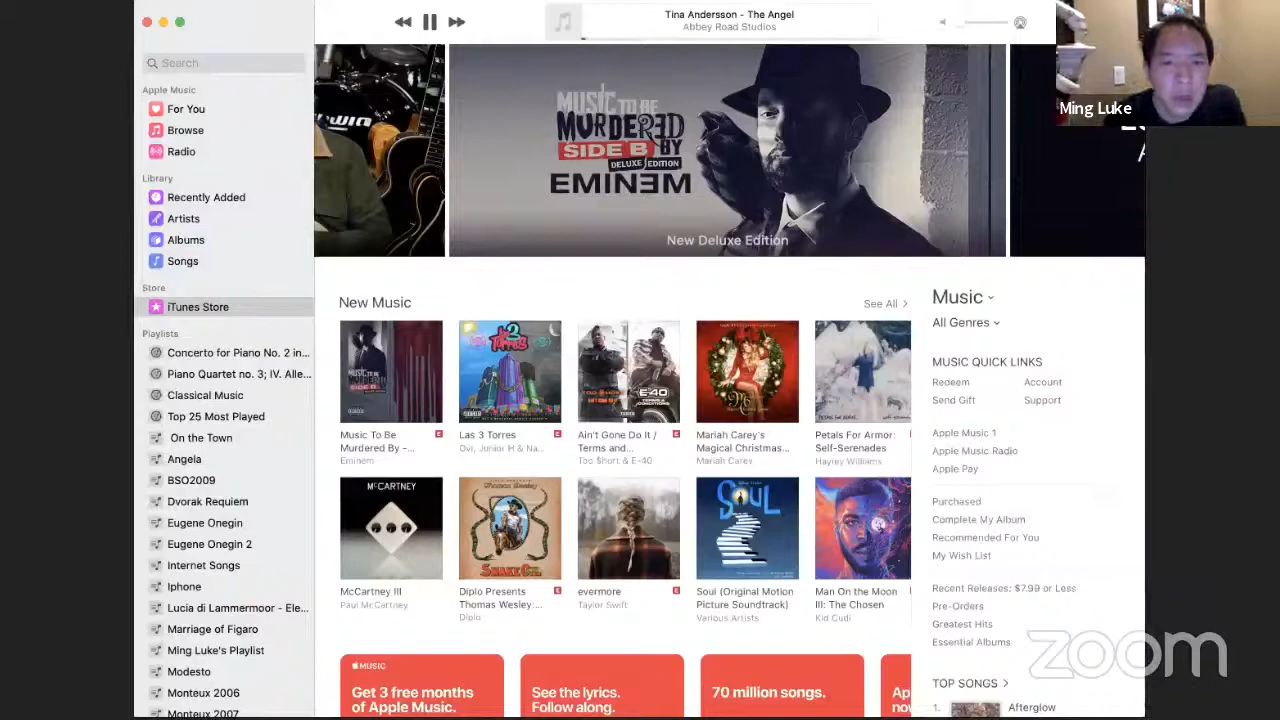 Tina Andersson - The Angel
Abbey Road Studios
Ming Luke
Search
Apple Music
For You
Browse
Radio
Library
Recently Added
Artists
Albums
Songs
Store
iTunes Store
Playlists
Concerto for Piano No. 2 in...
Piano Quartet no. 3; IV. Alle...
Classical Music
Top 25 Most Played
On the Town
Angela
BSO2009
Dvorak Requiem
Eugene Onegin
Eugene Onegin 2
Internet Songs
Iphone
Lucia di Lammermoor - Ele...
Marriage of Figaro
Ming Luke's Playlist
Modesto
Monteux 2006
Monteux 2007
MUSIC TO BE
MURDERED BY
SIDE B
DELUXE EDITION
EMINEM
New Deluxe Edition
New Music
See All
Music To Be
Murdered By -...
Eminem
Las 3 Torres
Ovi, Junior H & Na...
Ain't Gone Do It /
Terms and...
Too $hort & E-40
Mariah Carey's
Magical Christmas...
Mariah Carey
Petals For Armor:
Self-Serenades
Hayley Williams
McCARTNEY
SOUL
McCartney III
Paul McCartney
Diplo Presents
Thomas Wesley:...
Diplo
evermore
Taylor Swift
Soul (Original Motion
Picture Soundtrack)
Various Artists
Man On the Moon
III: The Chosen
Kid Cudi
MUSIC
Get 3 free months
of Apple Music.
See the lyrics.
Follow along.
70 million songs.
Music
All Genres
MUSIC QUICK LINKS
Redeem
Account
Send Gift
Support
Apple Music 1
Apple Music Radio
Apple Pay
Purchased
Complete My Album
Recommended For You
My Wish List
Recent Releases: $7.99 or Less
Pre-Orders
Greatest Hits
Essential Albums
TOP SONGS
1.
Afterglow
zoom